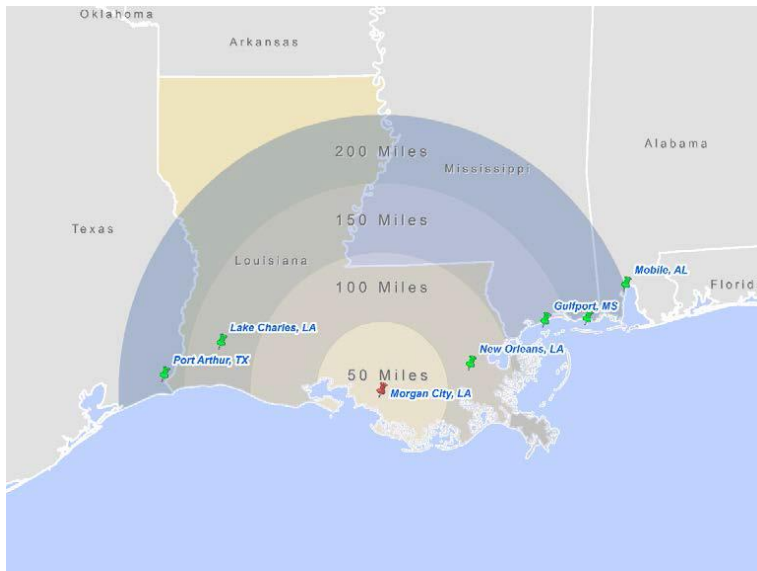 Oklahoma
Arkansas
200 Miles
Mississippi
Alabama
150 Miles
Texas
Louisiana
Mobile, AL
100 Miles
Florid
Gulfport, MS
Lake Charles, LA
New Orleans, LA
Port Arthur, TX
50 Miles
Morgan City, LA